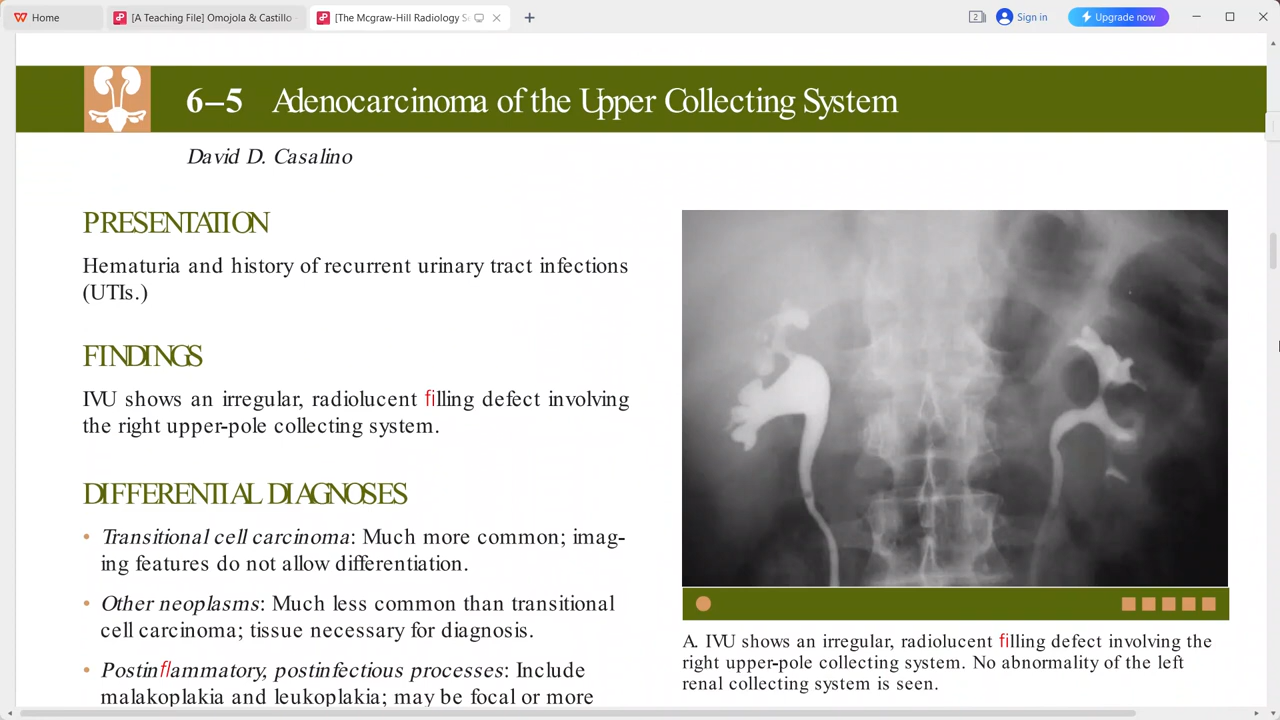 Home
[A Teaching File] Omojola & Castillo
[The Mcgraw-Hill Radiology S
2
Sign in
Upgrade now
6–5 Adenocarcinoma of the Upper Collecting System
David D. Casalino
PRESENTATION
Hematuria and history of recurrent urinary tract infections
(UTIs.)
FINDINGS
IVU shows an irregular, radiolucent filling defect involving
the right upper-pole collecting system.
DIFFERENTIAL DIAGNOSES
• Transitional cell carcinoma: Much more common; imag-
ing features do not allow differentiation.
• Other neoplasms: Much less common than transitional
cell carcinoma; tissue necessary for diagnosis.
• Postinflammatory, postinfectious processes: Include
malakoplakia and leukoplakia; may be focal or more
A. IVU shows an irregular, radiolucent filling defect involving the
right upper-pole collecting system. No abnormality of the left
renal collecting system is seen.